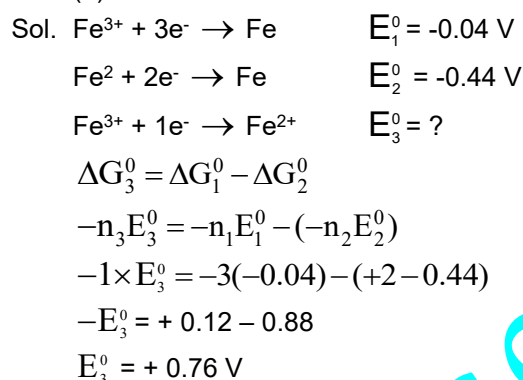 Sol. Fe³⁺ + 3e⁻ → Fe E₁⁰ = -0.04 V
Fe² + 2e⁻ → Fe E₂⁰ = -0.44 V
Fe³⁺ + 1e⁻ → Fe²⁺ E₃⁰ = ?
ΔG₃⁰ = ΔG₁⁰ − ΔG₂⁰
−n₃E₃⁰ = −n₁E₁⁰ − (−n₂E₂⁰)
−1×E₃⁰ = −3(−0.04) − (+2−0.44)
−E₃⁰ = + 0.12 – 0.88
E₃⁰ = + 0.76 V